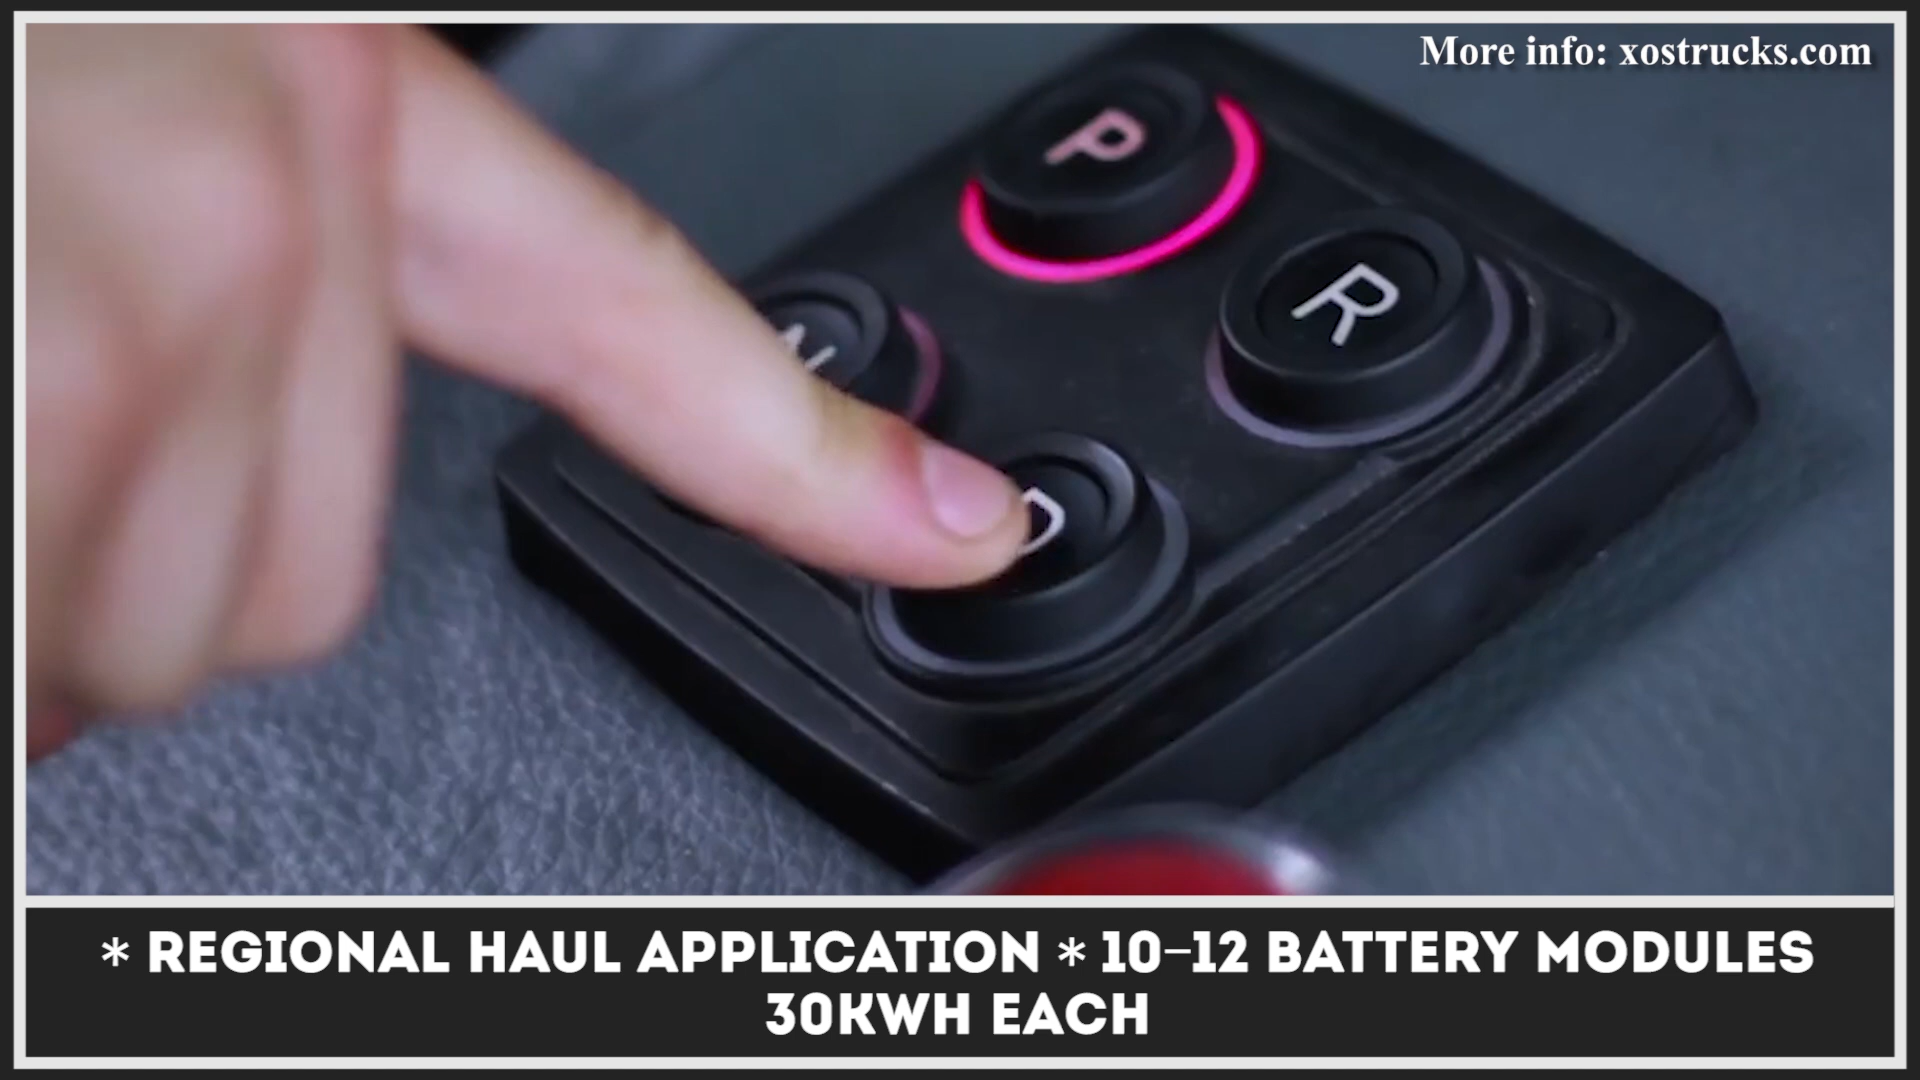 More info: xostrucks.com
P
R
N
D
* REGIONAL HAUL APPLICATION * 10-12 BATTERY MODULES
30KWH EACH